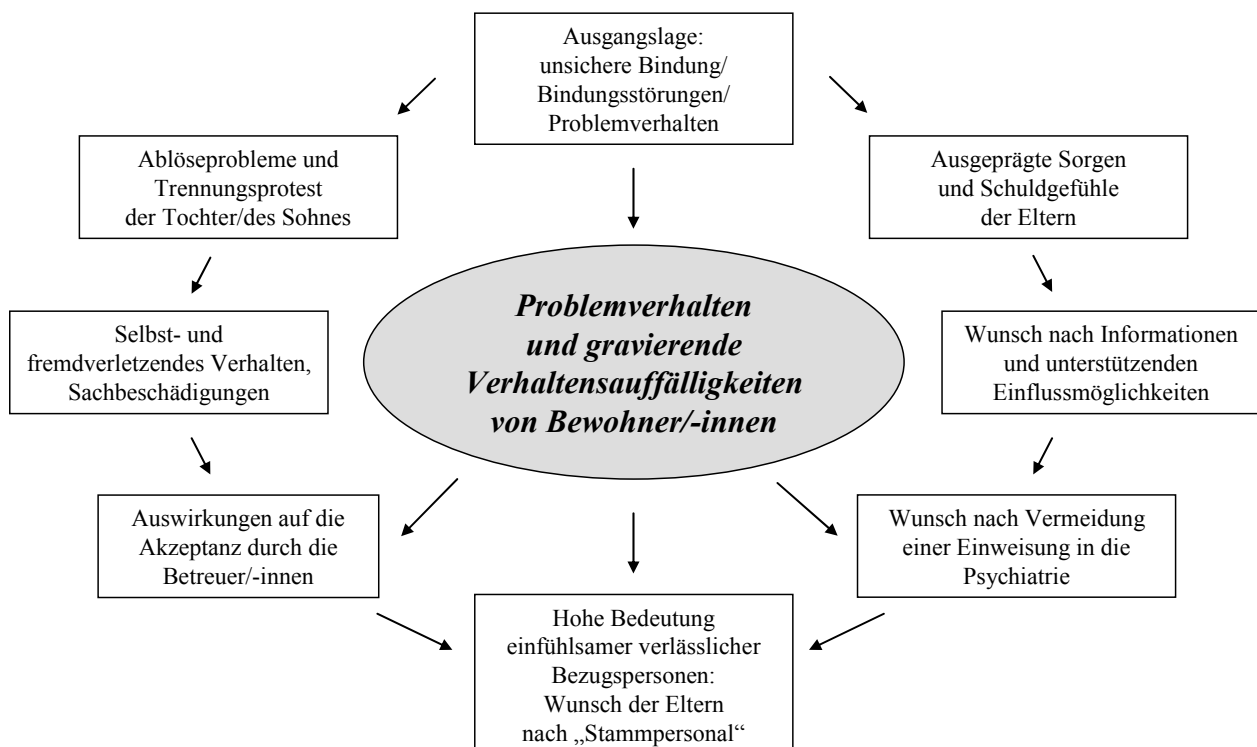 Ausgangslage:
unsichere Bindung/
Bindungsstörungen/
Problemverhalten
Ablöseprobleme und
Trennungsprotest
der Tochter/des Sohnes
Ausgeprägte Sorgen
und Schuldgefühle
der Eltern
Problemverhalten
und gravierende
Verhaltensauffälligkeiten
von Bewohner/-innen
Selbst- und
fremdverletzendes Verhalten,
Sachbeschädigungen
Wunsch nach Informationen
und unterstützenden
Einflussmöglichkeiten
Auswirkungen auf die
Akzeptanz durch die
Betreuer/-innen
Wunsch nach Vermeidung
einer Einweisung in die
Psychiatrie
Hohe Bedeutung
einfühlsamer verlässlicher
Bezugspersonen:
Wunsch der Eltern
nach „Stammpersonal“